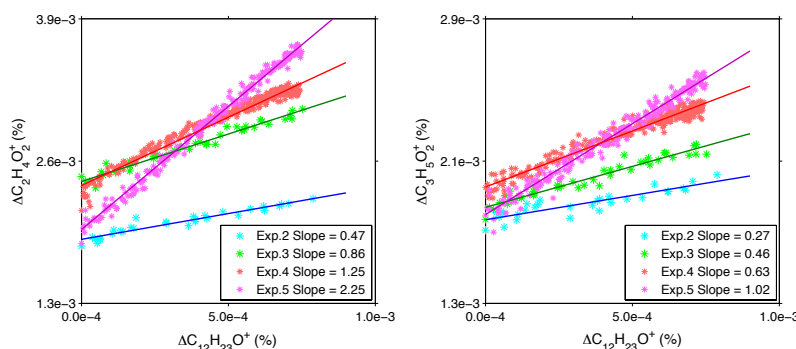 3.9e−3
2.6e−3
1.3e−3
ΔC2H4O2+ (%)
Exp.2 Slope = 0.47
Exp.3 Slope = 0.86
Exp.4 Slope = 1.25
Exp.5 Slope = 2.25
0.0e−4
5.0e−4
1.0e−3
ΔC12H23O+ (%)
2.9e−3
2.1e−3
1.3e−3
ΔC3H5O2+ (%)
Exp.2 Slope = 0.27
Exp.3 Slope = 0.46
Exp.4 Slope = 0.63
Exp.5 Slope = 1.02
0.0e−4
5.0e−4
1.0e−3
ΔC12H23O+ (%)